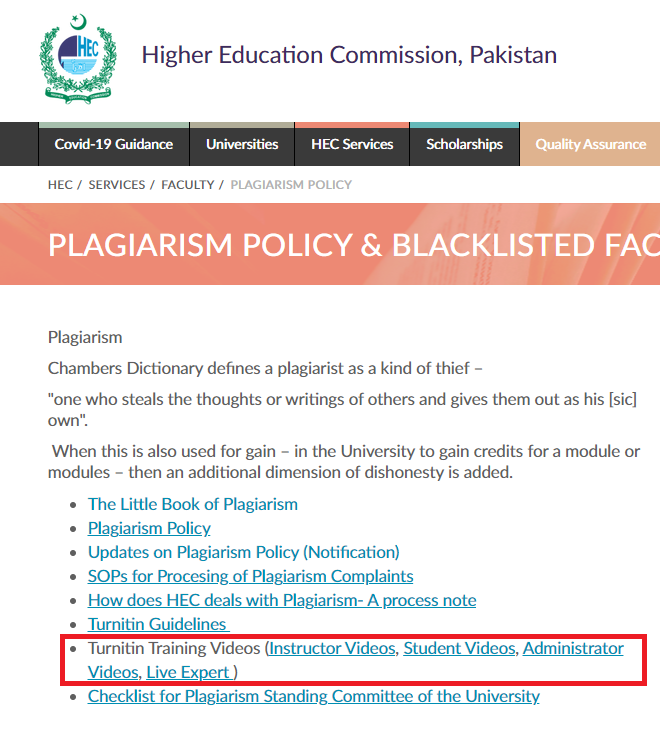 HEC
Higher Education Commission, Pakistan
Covid-19 Guidance Universities HEC Services Scholarships Quality Assurance
HEC / SERVICES / FACULTY / PLAGIARISM POLICY
PLAGIARISM POLICY & BLACKLISTED FAC
Plagiarism
Chambers Dictionary defines a plagiarist as a kind of thief –
"one who steals the thoughts or writings of others and gives them out as his [sic]
own".
When this is also used for gain – in the University to gain credits for a module or
modules – then an additional dimension of dishonesty is added.
• The Little Book of Plagiarism
• Plagiarism Policy
• Updates on Plagiarism Policy (Notification)
• SOPs for Procesing of Plagiarism Complaints
• How does HEC deals with Plagiarism- A process note
• Turnitin Guidelines
• Turnitin Training Videos (Instructor Videos, Student Videos, Administrator
Videos, Live Expert )
• Checklist for Plagiarism Standing Committee of the University